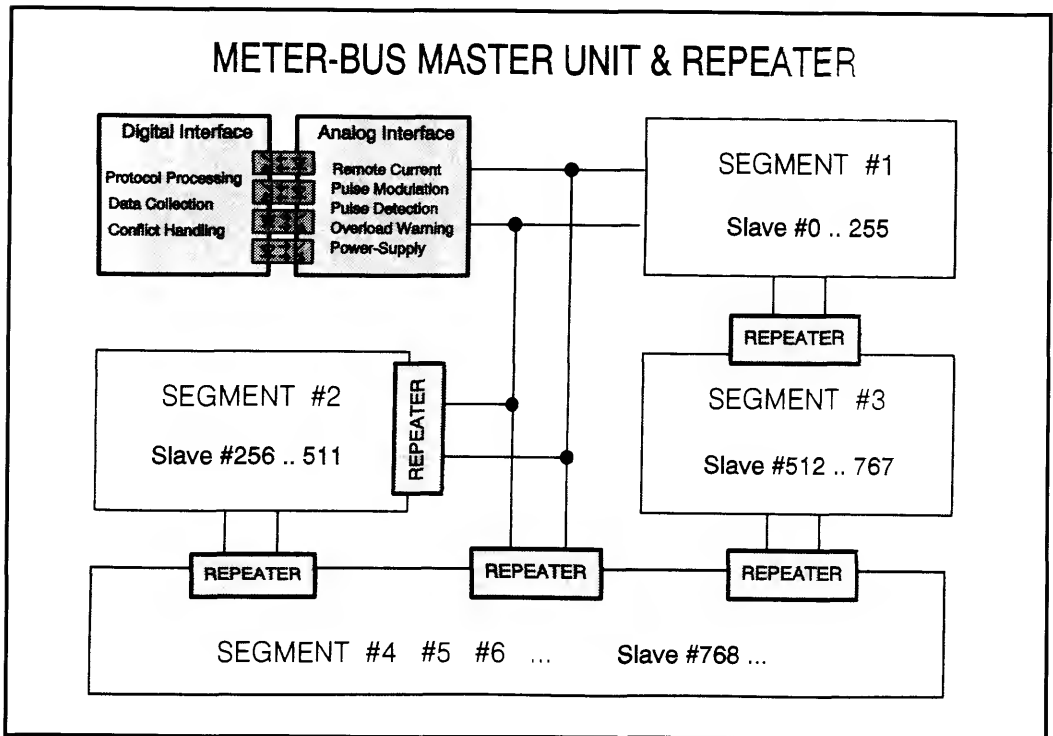 METER-BUS MASTER UNIT & REPEATER
Digital Interface
Protocol Processing
Data Collection
Conflict Handling
Analog Interface
Remote Current
Pulse Modulation
Pulse Detection
Overload Warning
Power-Supply
SEGMENT #1
Slave #0 .. 255
REPEATER
SEGMENT #2
Slave #256 .. 511
REPEATER
SEGMENT #3
Slave #512 .. 767
REPEATER
REPEATER
REPEATER
SEGMENT #4 #5 #6 ... Slave #768 ...